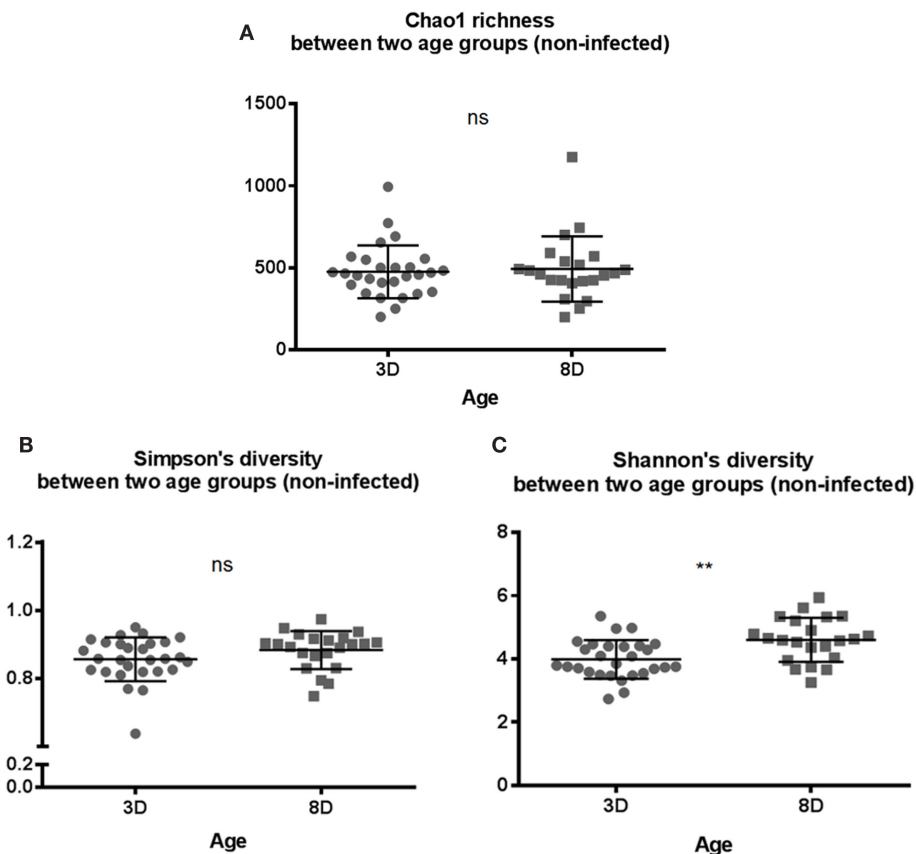 A
Chao1 richness
between two age groups (non-infected)
1500
ns
1000
500
0
3D
8D
Age
B
Simpson's diversity
between two age groups (non-infected)
1.2
ns
1.0
0.8
0.2
0.0
3D
8D
Age
C
Shannon's diversity
between two age groups (non-infected)
8
**
6
4
2
0
3D
8D
Age